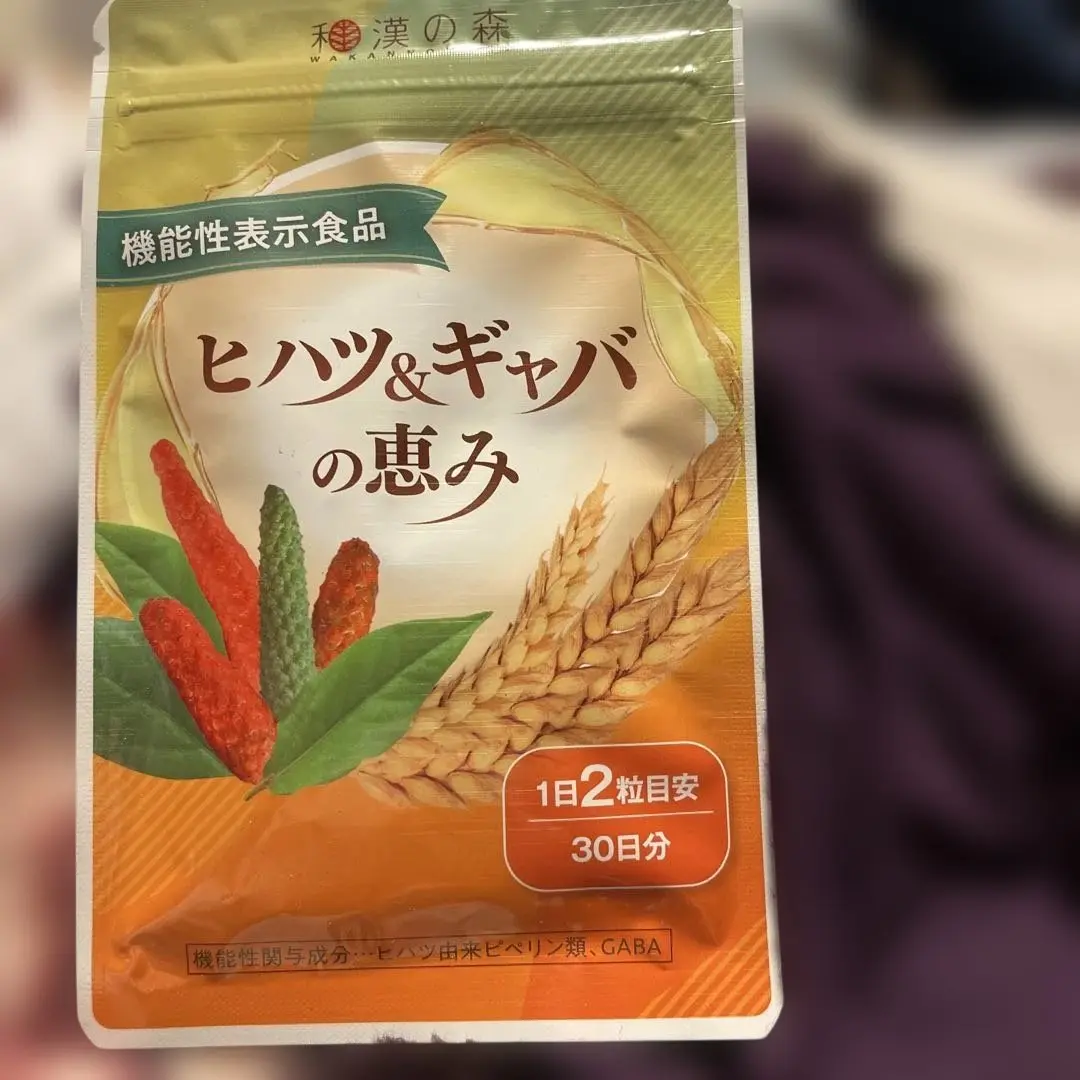 和漢の森
WAKAN
機能性表示食品
ヒハツ&ギャバ
の恵み
1日2粒目安
30日分
機能性関与成分…ヒハツ由来ピペリン類、GABA